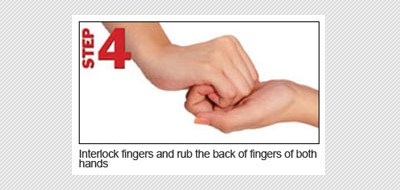 STEP 4
Interlock fingers and rub the back of fingers of both
hands